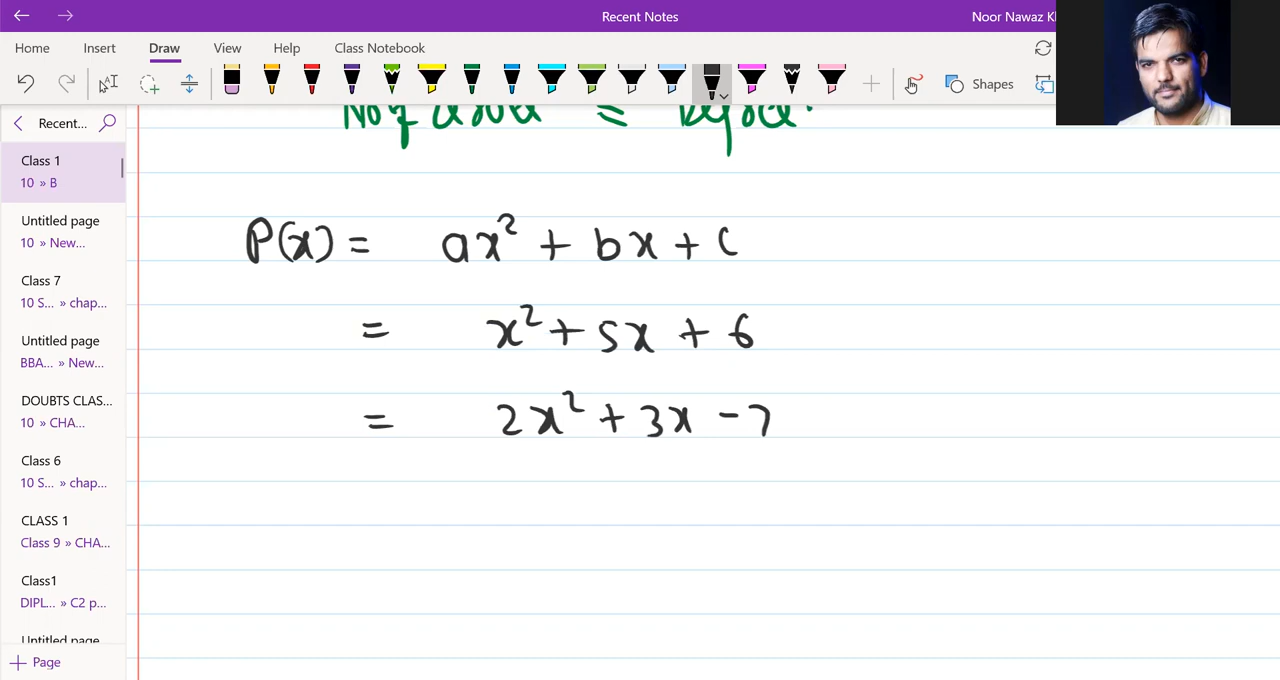 Recent Notes
Noor Nawaz
Home Insert Draw View Help Class Notebook
Shapes
Recent...
Class 1
10 » B
Untitled page
10 » New...
Class 7
10 S... » chap...
Untitled page
BBA... » New...
DOUBTS CLAS...
10 » CHA...
Class 6
10 S... » chap...
CLASS 1
Class 9 » CHA...
Class1
DIPL... » C2 p...
Untitled page
Page
=
P(x) = ax² + bx + c
= x² + 5x + 6
= 2x² + 3x - 7